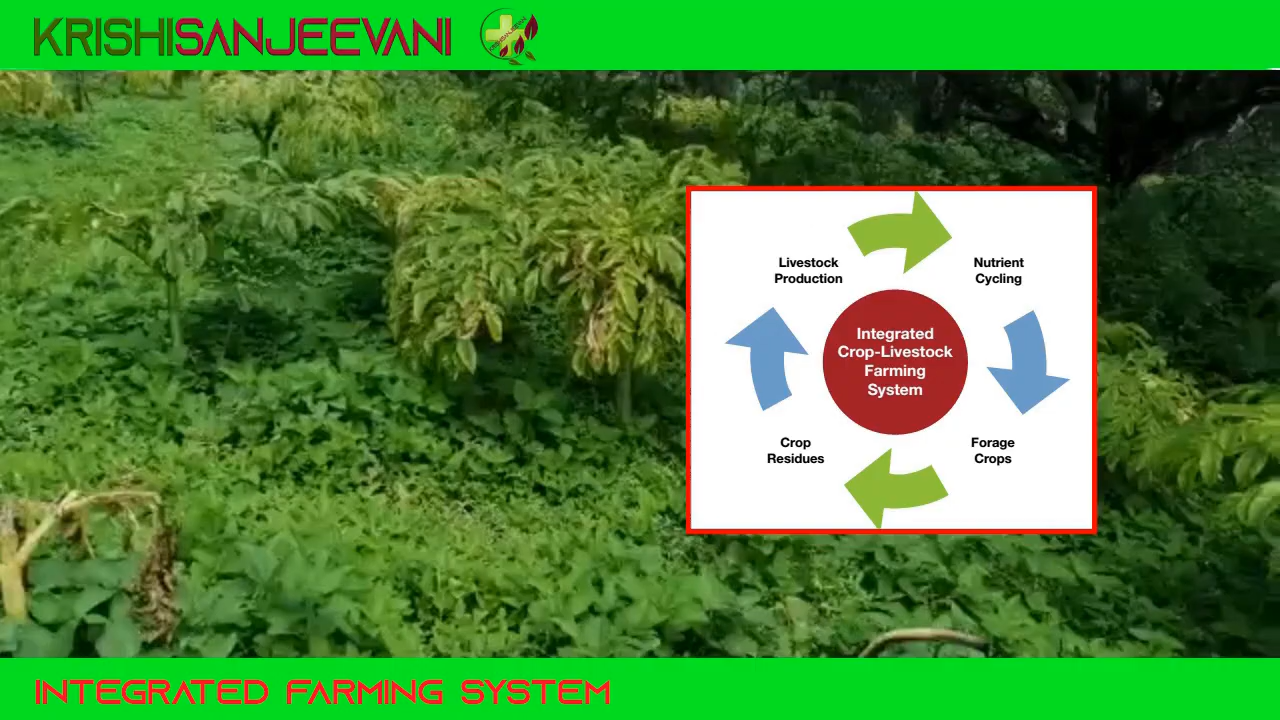 KRISHISANJEEVANI
Livestock
Production
Nutrient
Cycling
Integrated
Crop-Livestock
Farming
System
Crop
Residues
Forage
Crops
INTEGRATED FARMING SYSTEM